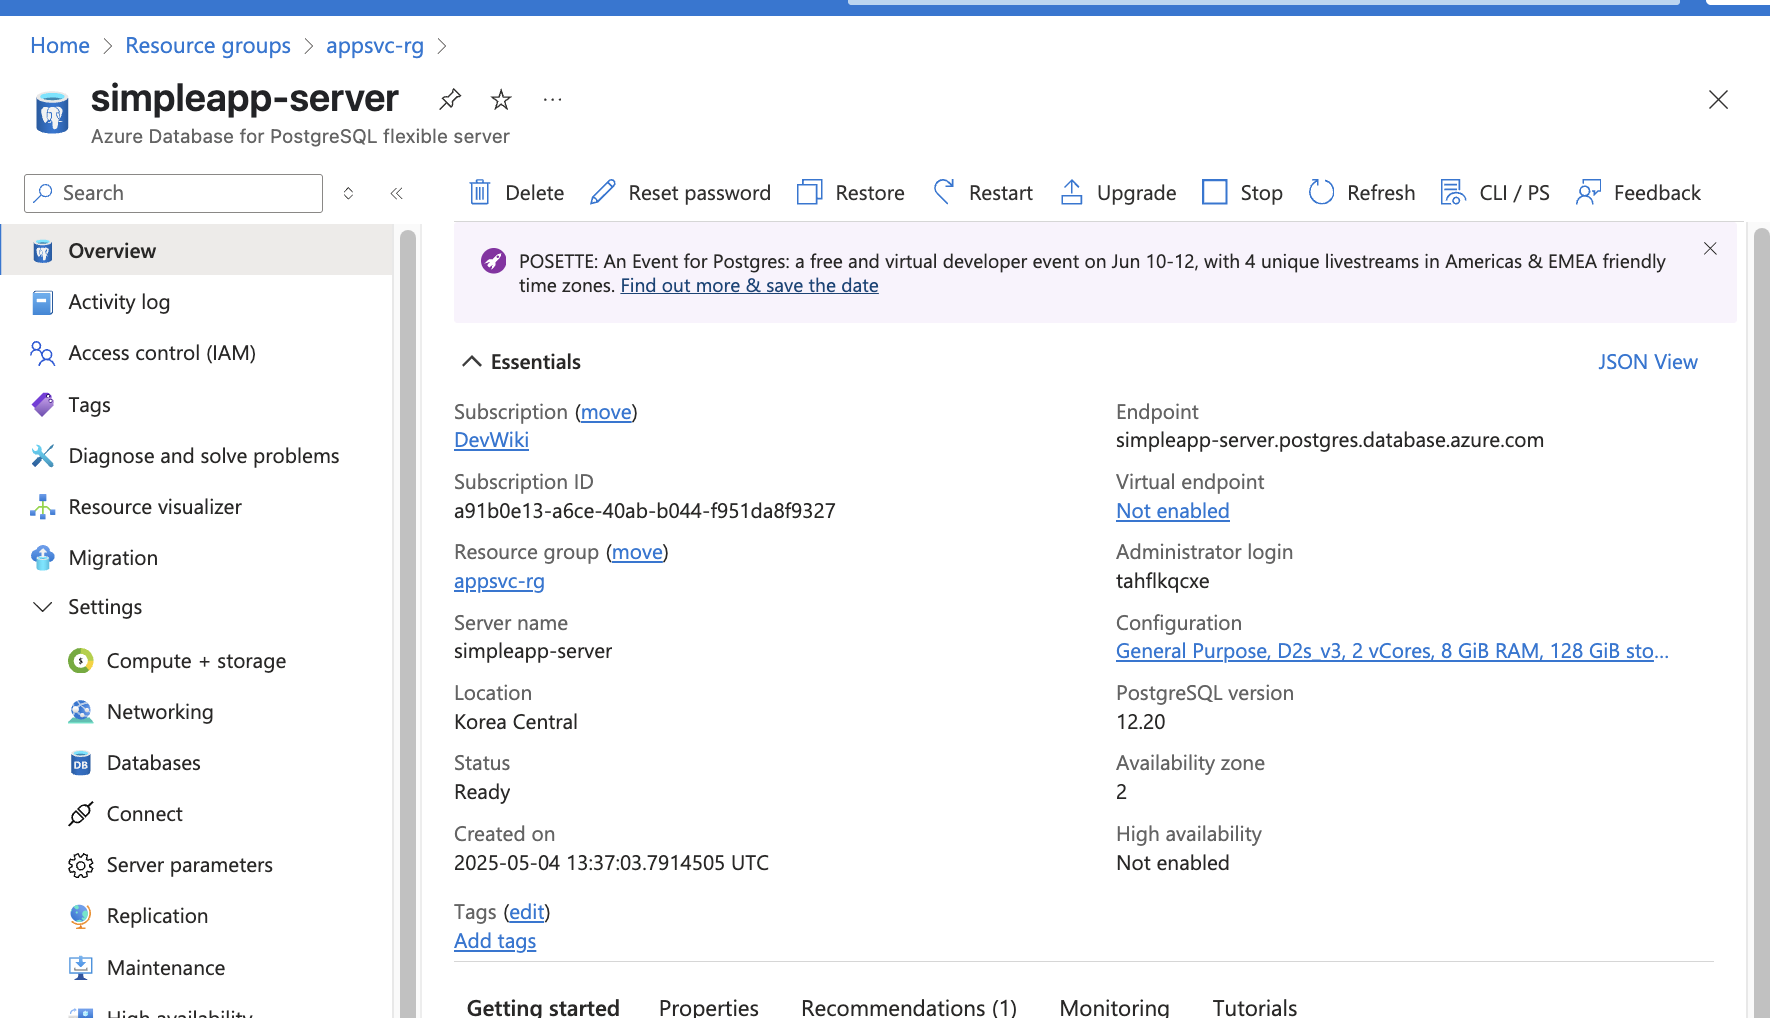 Home > Resource groups > appsvc-rg >
simpleapp-server ...
Azure Database for PostgreSQL flexible server
Search
Delete Reset password Restore Restart Upgrade Stop Refresh CLI / PS Feedback
Overview
Activity log
Access control (IAM)
Tags
Diagnose and solve problems
Resource visualizer
Migration
Settings
Compute + storage
Networking
Databases
Connect
Server parameters
Replication
Maintenance
High availability
POSETTE: An Event for Postgres: a free and virtual developer event on Jun 10-12, with 4 unique livestreams in Americas & EMEA friendly
time zones. Find out more & save the date
Essentials
JSON View
Subscription (move)
DevWiki
Subscription ID
a91b0e13-a6ce-40ab-b044-f951da8f9327
Resource group (move)
appsvc-rg
Server name
simpleapp-server
Location
Korea Central
Status
Ready
Created on
2025-05-04 13:37:03.7914505 UTC
Tags (edit)
Add tags
Endpoint
simpleapp-server.postgres.database.azure.com
Virtual endpoint
Not enabled
Administrator login
tahflkqcxe
Configuration
General Purpose, D2s_v3, 2 vCores, 8 GiB RAM, 128 GiB sto...
PostgreSQL version
12.20
Availability zone
2
High availability
Not enabled
Getting started Properties Recommendations (1) Monitoring Tutorials